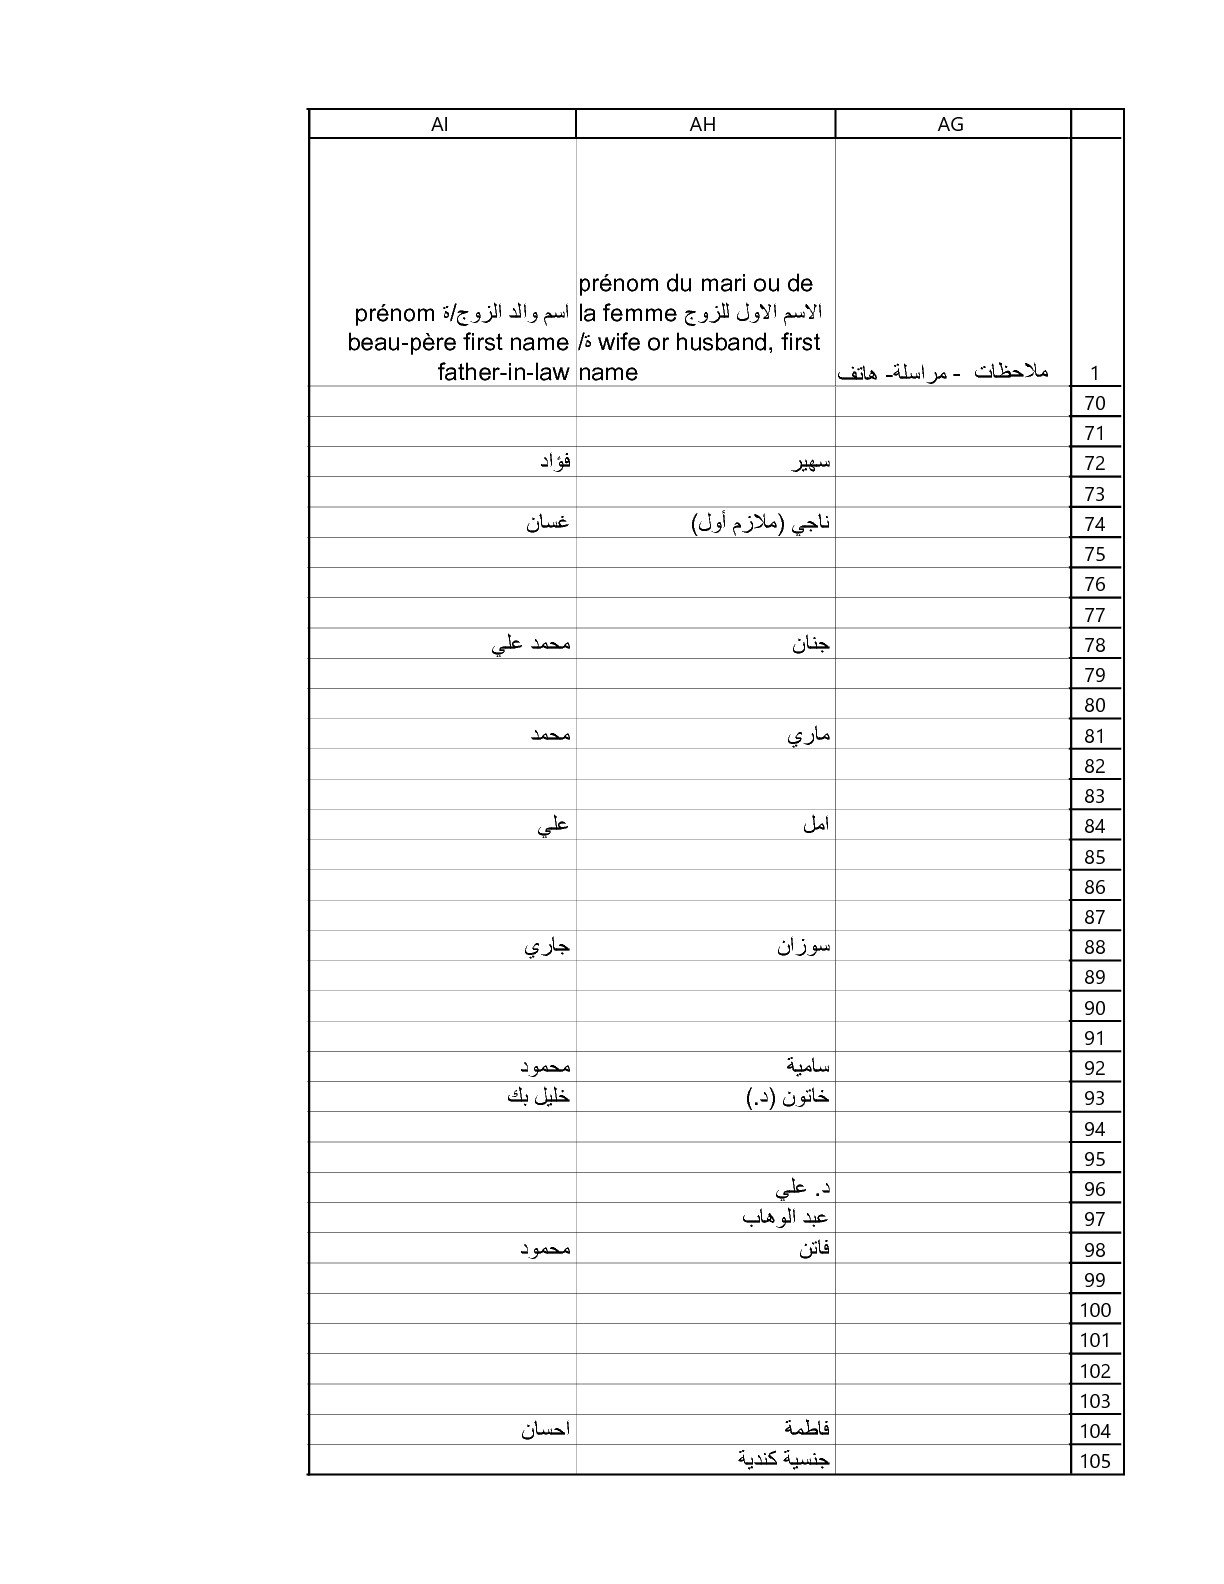 AI AH AG
prénom du mari ou de
prénom اسم والد الزوج/ة la femme الاسم الاول للزوج
beau-père first name /ة wife or husband, first
father-in-law name ملاحظات - مراسلة- هاتف 1
70
71
72 سهير فؤاد
73
74 ناجي (ملازم أول) غسان
75
76
77
78 جنان محمد علي
79
80
81 ماري محمد
82
83
84 امل علي
85
86
87
88 سوزان جاري
89
90
91
92 سامية محمود
93 خاتون (د.) خليل بك
94
95
96 د. علي
97 عبد الوهاب
98 فاتن محمود
99
100
101
102
103
104 فاطمة احسان
105 جنسية كندية